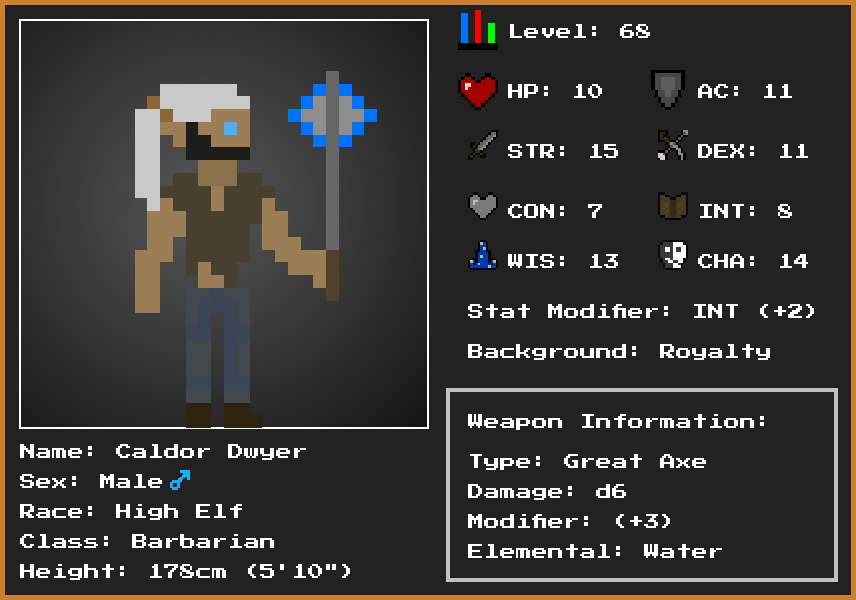 Level: 68
HP: 10
AC: 11
STR: 15
DEX: 11
CON: 7
INT: 8
WIS: 13
CHA: 14
Stat Modifier: INT (+2)
Background: Royalty
Weapon Information:
Type: Great Axe
Damage: d6
Modifier: (+3)
Elemental: Water
Name: Caldor Dwyer
Sex: Male♂
Race: High Elf
Class: Barbarian
Height: 178cm (5'10")